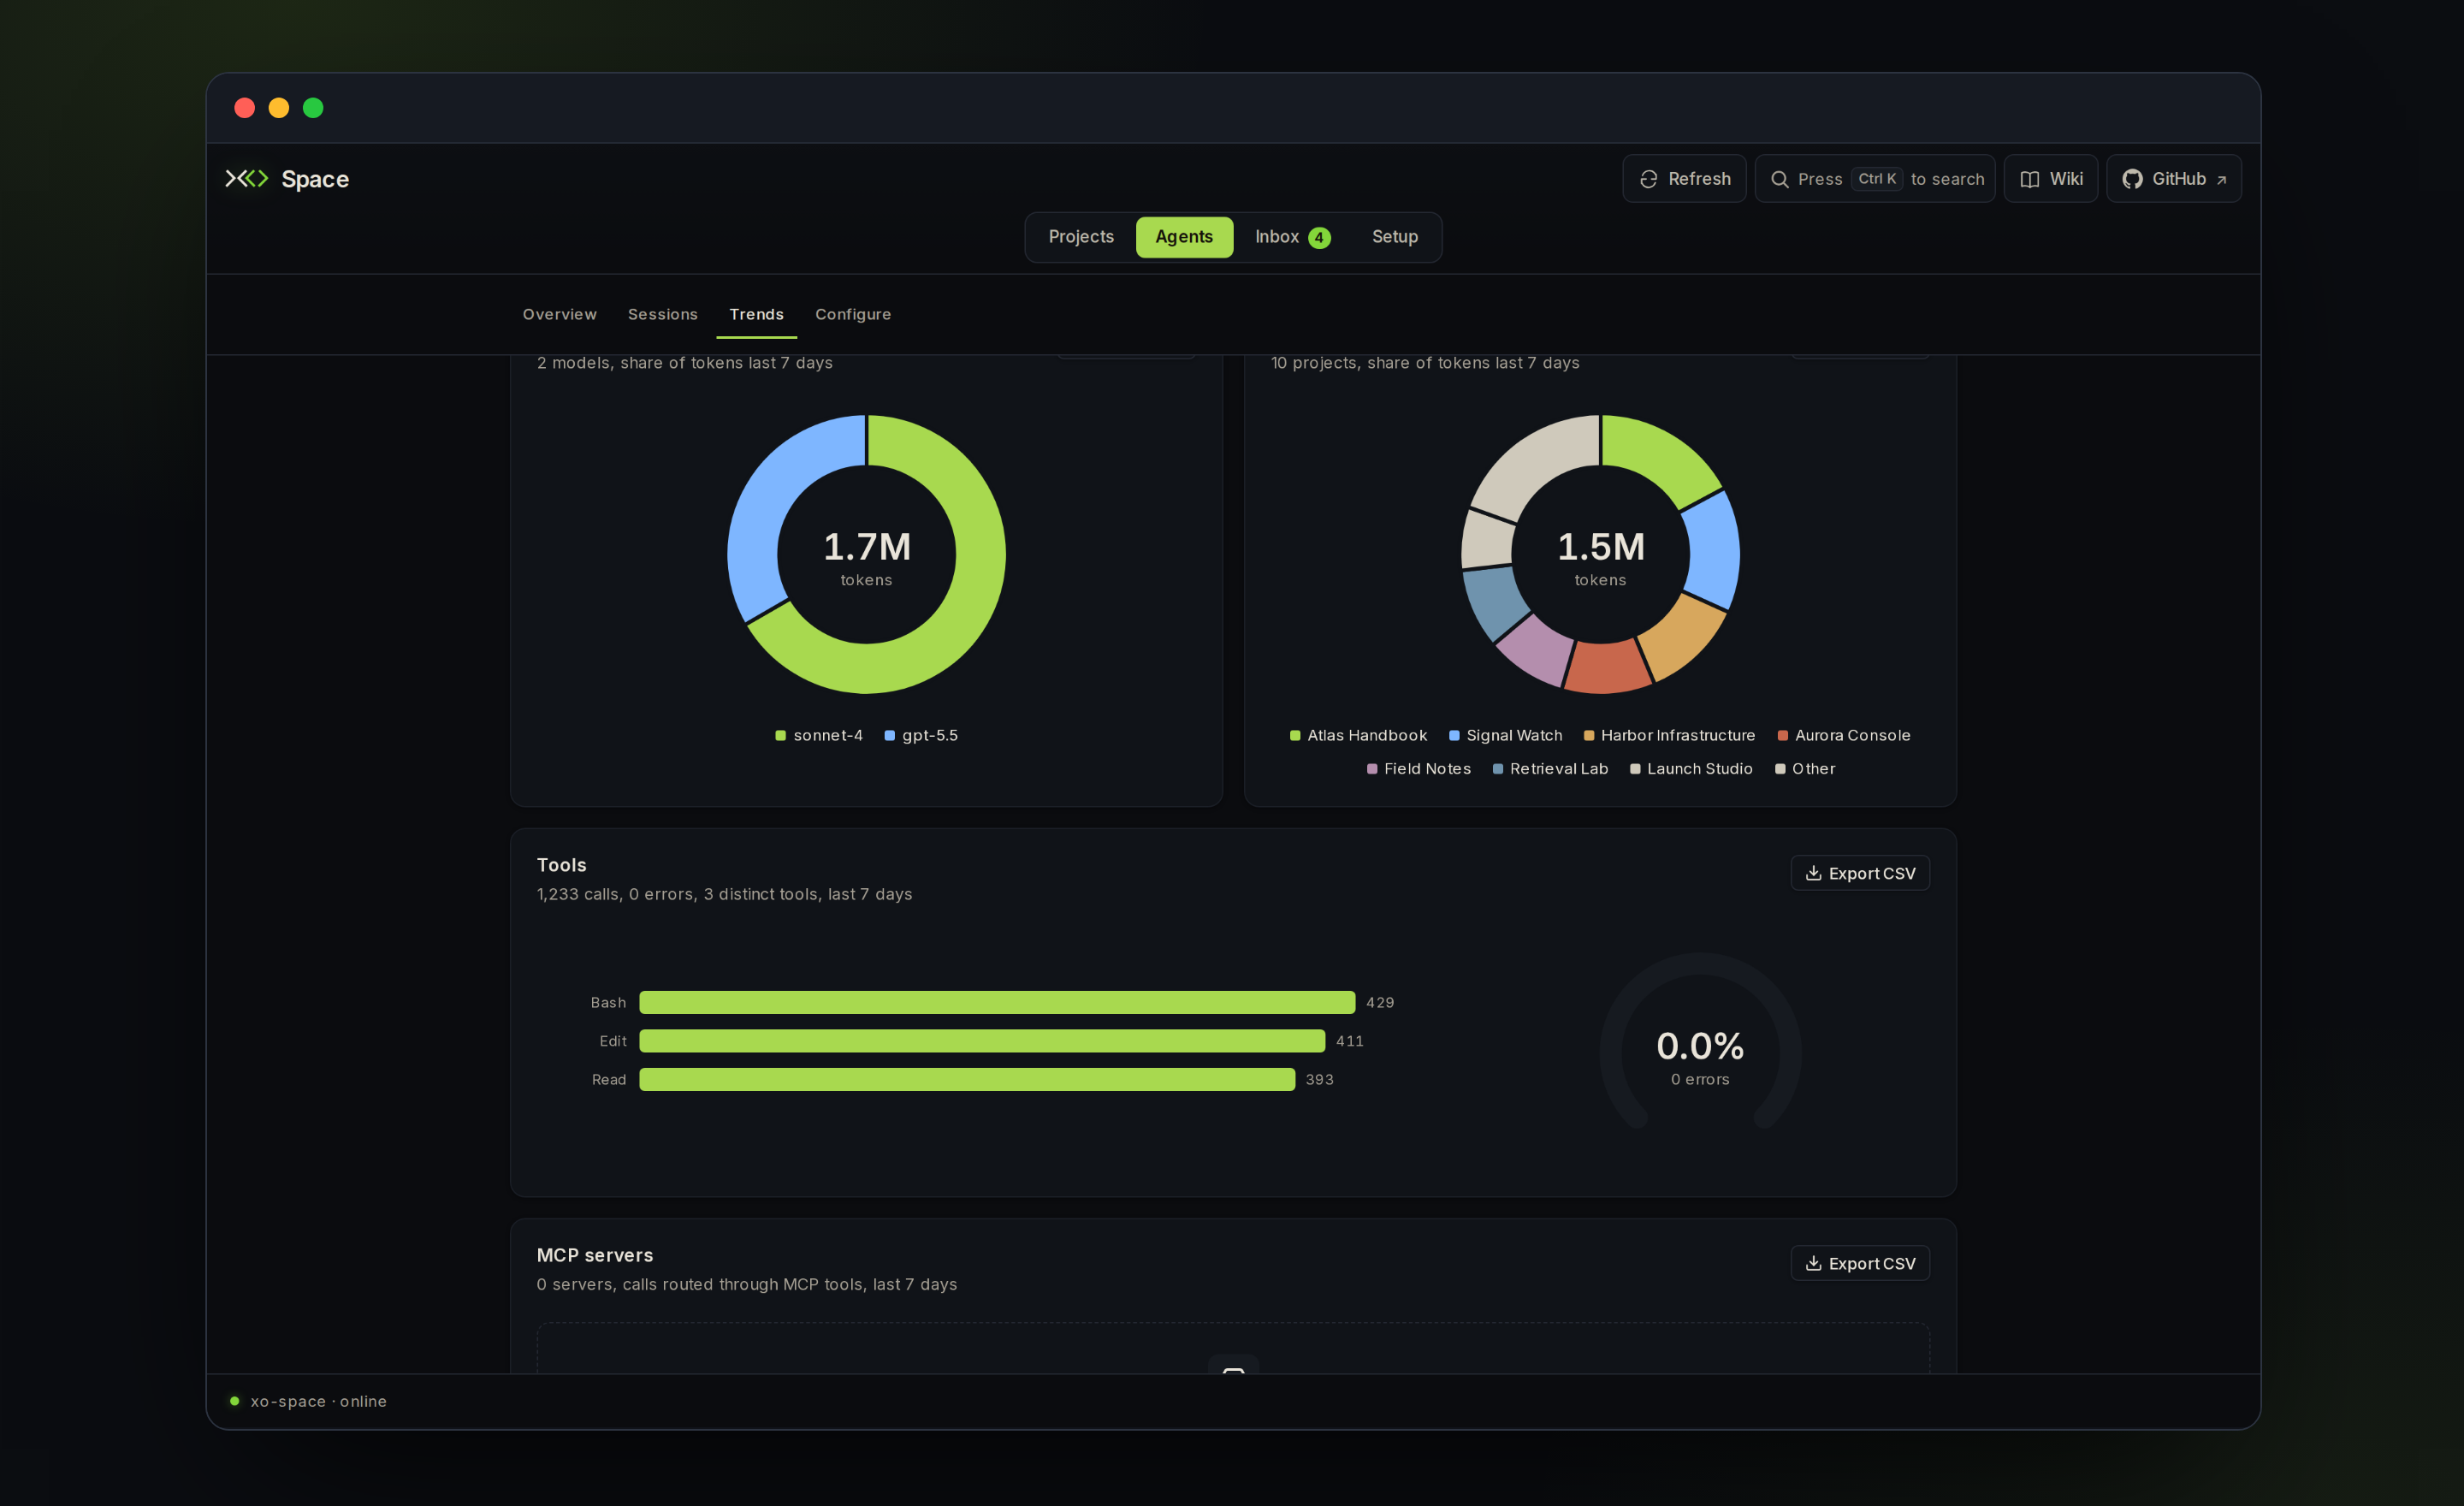 Space
Refresh
Press Ctrl K to search
Wiki
GitHub
Projects
Agents
Inbox 4
Setup
Overview
Sessions
Trends
Configure
2 models, share of tokens last 7 days
1.7M
tokens
sonnet-4
gpt-5.5
10 projects, share of tokens last 7 days
1.5M
tokens
Atlas Handbook
Signal Watch
Harbor Infrastructure
Aurora Console
Field Notes
Retrieval Lab
Launch Studio
Other
Tools
1,233 calls, 0 errors, 3 distinct tools, last 7 days
Export CSV
Bash 429
Edit 411
Read 393
0.0%
0 errors
MCP servers
0 servers, calls routed through MCP tools, last 7 days
Export CSV
xo-space · online